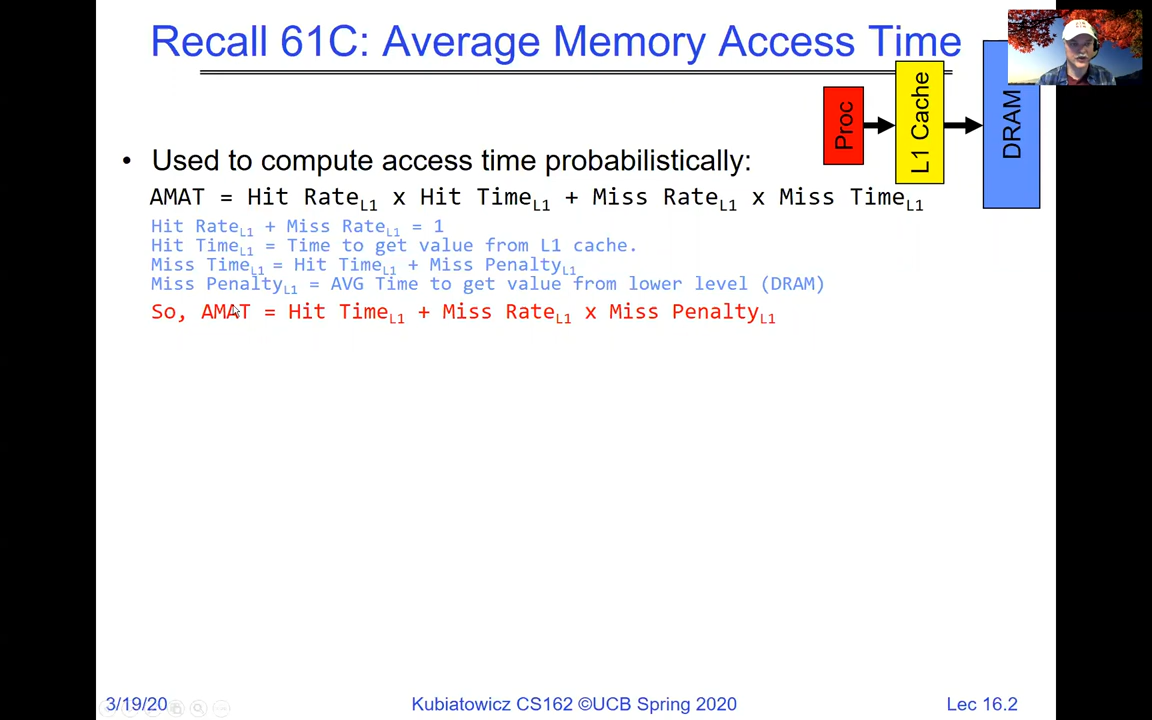 Recall 61C: Average Memory Access Time
Proc
L1 Cache
DRAM
• Used to compute access time probabilistically:
AMAT = Hit Rate_L1 x Hit Time_L1 + Miss Rate_L1 x Miss Time_L1
Hit Rate_L1 + Miss Rate_L1 = 1
Hit Time_L1 = Time to get value from L1 cache.
Miss Time_L1 = Hit Time_L1 + Miss Penalty_L1
Miss Penalty_L1 = AVG Time to get value from lower level (DRAM)
So, AMAT = Hit Time_L1 + Miss Rate_L1 x Miss Penalty_L1
3/19/20
Kubiatowicz CS162 ©UCB Spring 2020
Lec 16.2